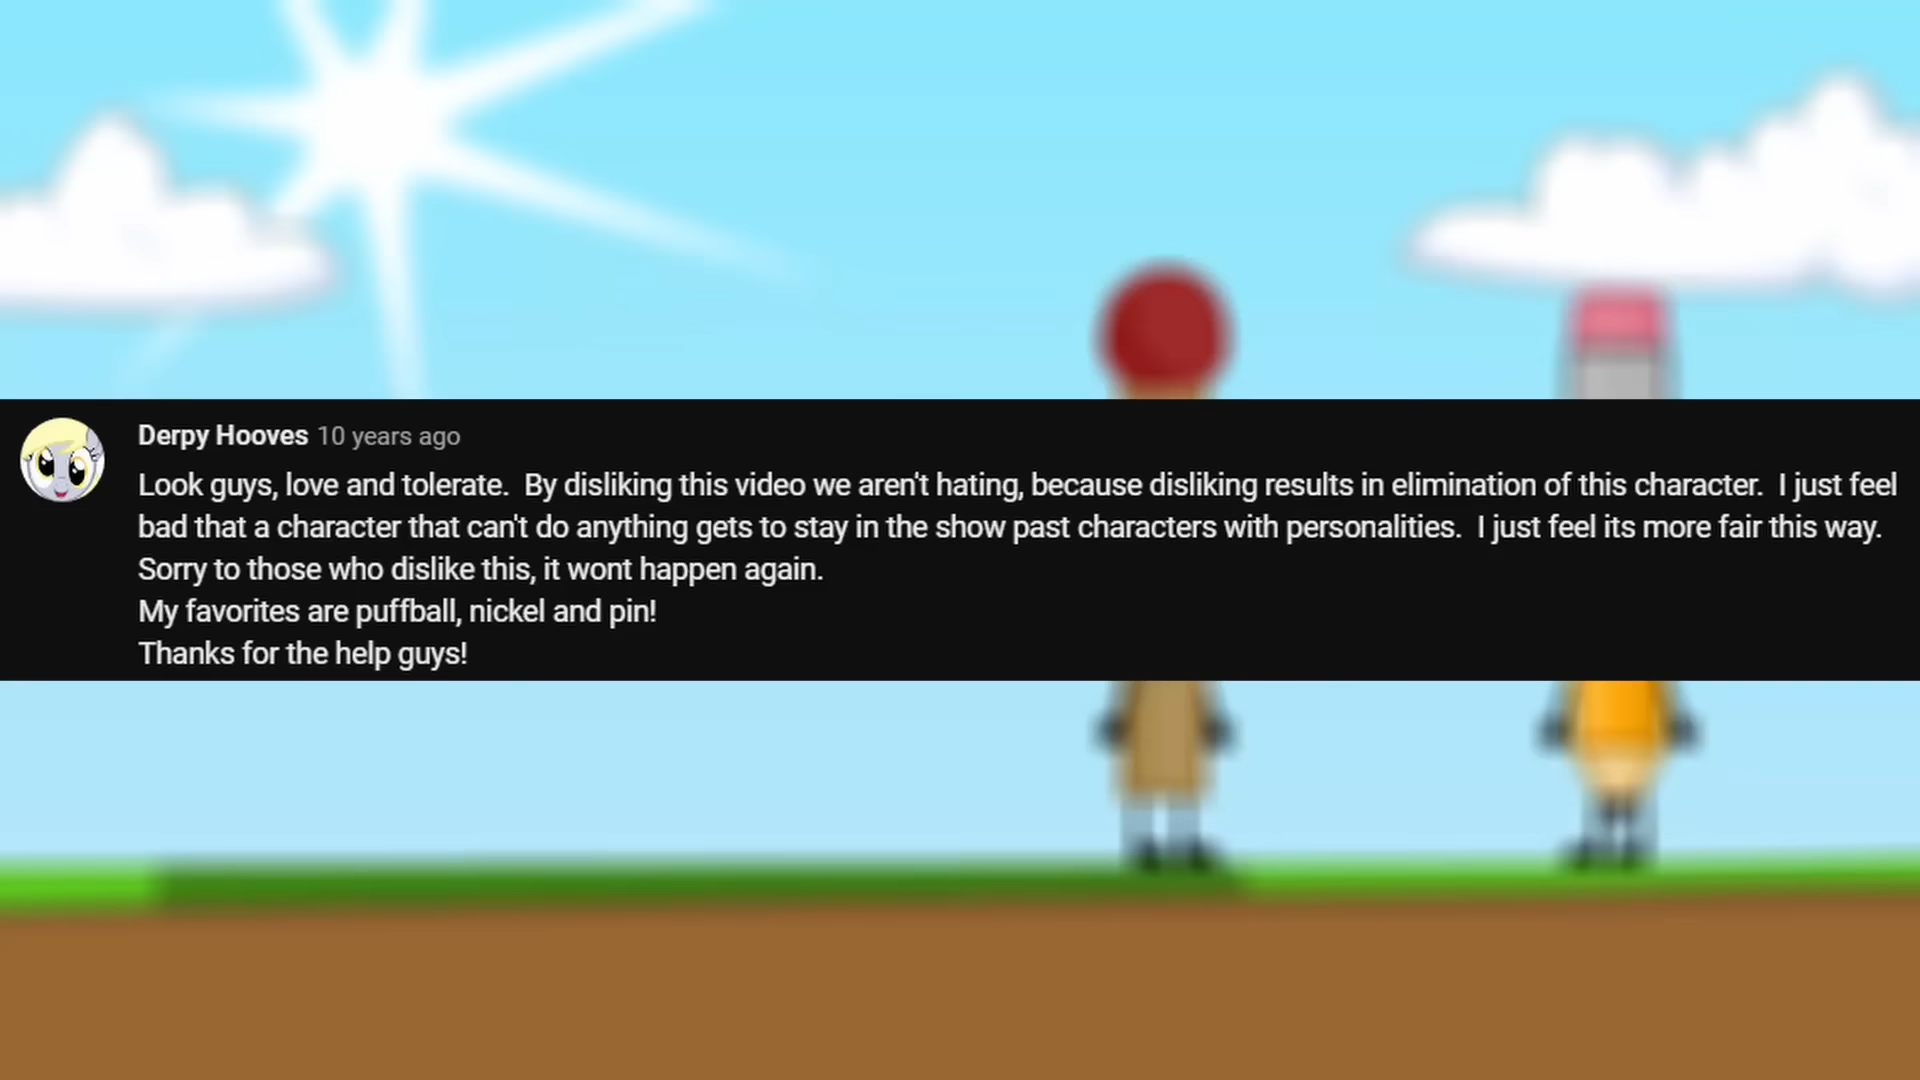 Derpy Hooves 10 years ago
Look guys, love and tolerate.  By disliking this video we aren't hating, because disliking results in elimination of this character.  I just feel
bad that a character that can't do anything gets to stay in the show past characters with personalities.  I just feel its more fair this way.
Sorry to those who dislike this, it wont happen again.
My favorites are puffball, nickel and pin!
Thanks for the help guys!